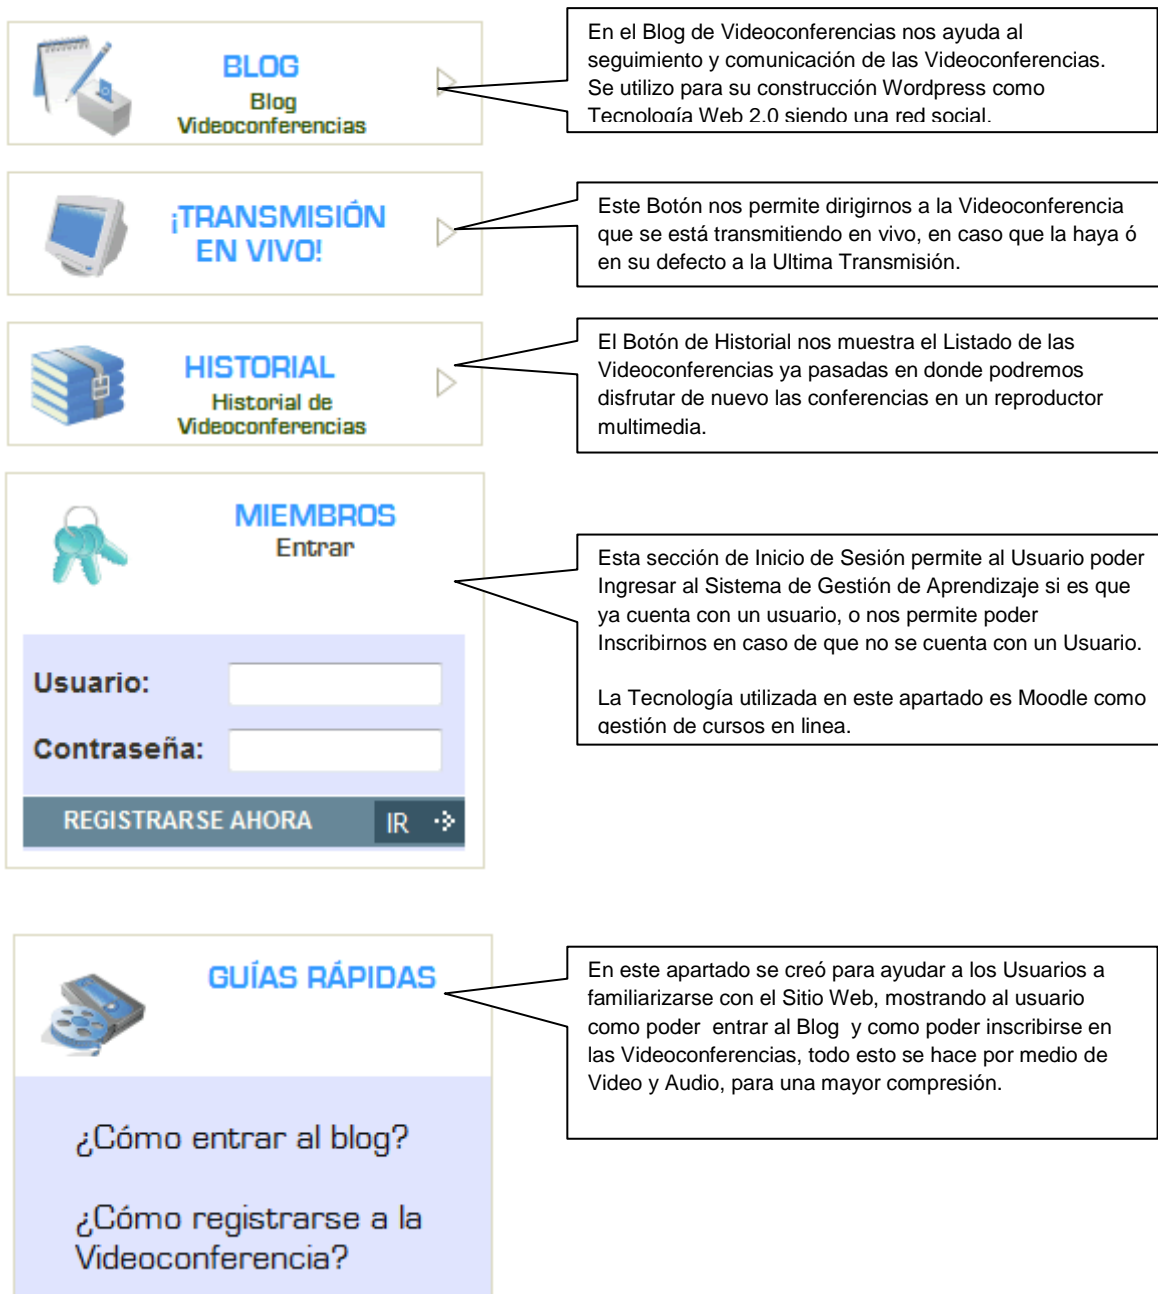 BLOG
Blog
Videoconferencias
En el Blog de Videoconferencias nos ayuda al
seguimiento y comunicación de las Videoconferencias.
Se utilizo para su construcción Wordpress como
Tecnología Web 2.0 siendo una red social.
¡TRANSMISIÓN
EN VIVO!
Este Botón nos permite dirigirnos a la Videoconferencia
que se está transmitiendo en vivo, en caso que la haya ó
en su defecto a la Ultima Transmisión.
HISTORIAL
Historial de
Videoconferencias
El Botón de Historial nos muestra el Listado de las
Videoconferencias ya pasadas en donde podremos
disfrutar de nuevo las conferencias en un reproductor
multimedia.
MIEMBROS
Entrar
Usuario:
Contraseña:
REGISTRARSE AHORA IR
Esta sección de Inicio de Sesión permite al Usuario poder
Ingresar al Sistema de Gestión de Aprendizaje si es que
ya cuenta con un usuario, o nos permite poder
Inscribirnos en caso de que no se cuenta con un Usuario.
La Tecnología utilizada en este apartado es Moodle como
gestión de cursos en linea.
GUÍAS RÁPIDAS
¿Cómo entrar al blog?
¿Cómo registrarse a la
Videoconferencia?
En este apartado se creó para ayudar a los Usuarios a
familiarizarse con el Sitio Web, mostrando al usuario
como poder  entrar al Blog  y como poder inscribirse en
las Videoconferencias, todo esto se hace por medio de
Video y Audio, para una mayor compresión.